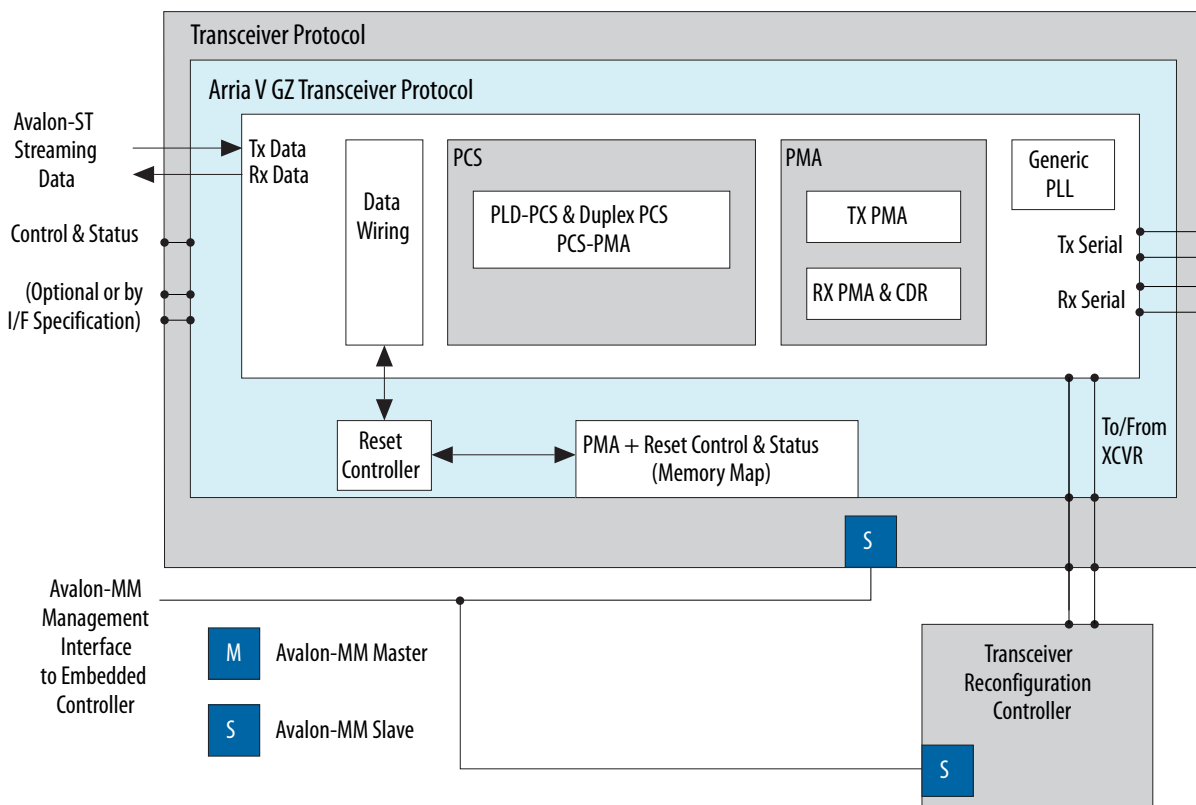 Transceiver Protocol
Arria V GZ Transceiver Protocol
Avalon-ST
Streaming
Data
Tx Data
Rx Data
Data
Wiring
PCS
PLD-PCS & Duplex PCS
PCS-PMA
PMA
TX PMA
RX PMA & CDR
Generic
PLL
Tx Serial
Rx Serial
Control & Status
(Optional or by
I/F Specification)
Reset
Controller
PMA + Reset Control & Status
(Memory Map)
To/From
XCVR
S
Avalon-MM
Management
Interface
to Embedded
Controller
M
Avalon-MM Master
S
Avalon-MM Slave
Transceiver
Reconfiguration
Controller
S